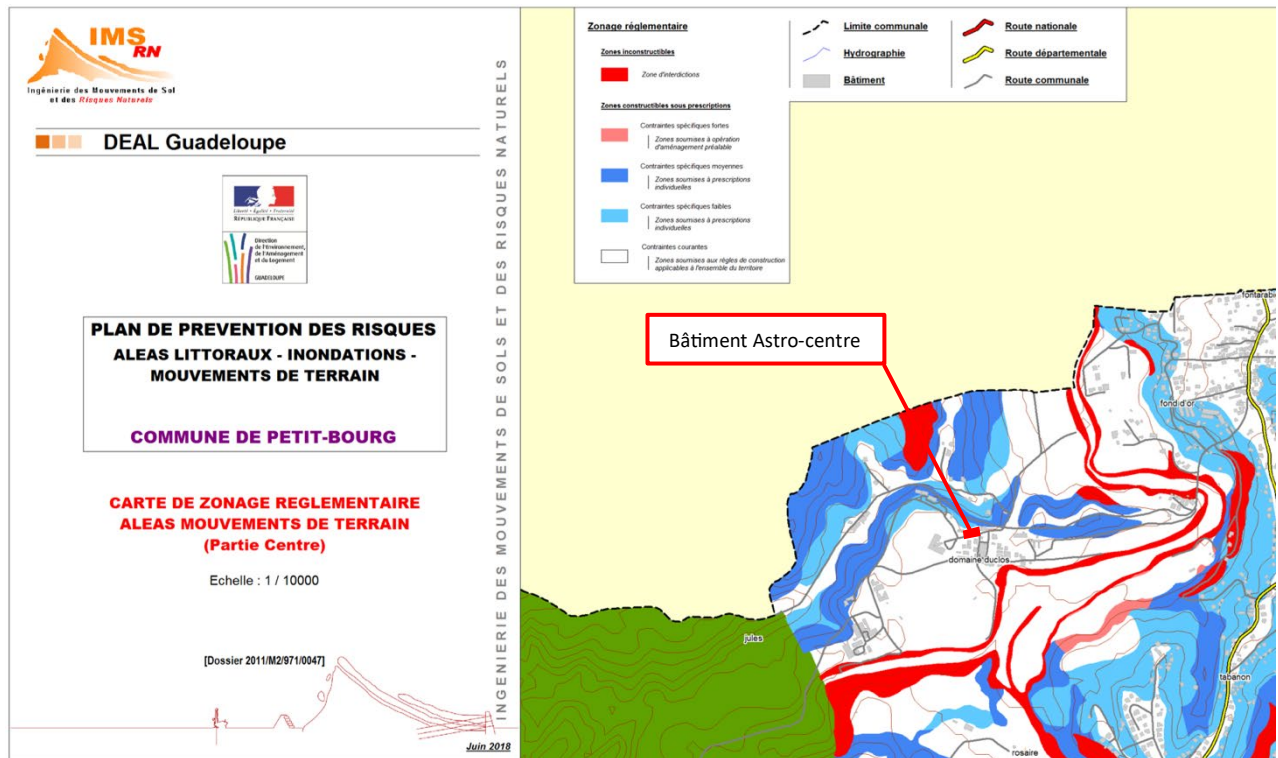 IMS
RN
Ingénierie des Mouvements de Sol
et des Risques Naturels
DEAL Guadeloupe
Liberté • Égalité • Fraternité
RÉPUBLIQUE FRANÇAISE
Direction
de l'Environnement,
de l'Aménagement
et du Logement
GUADELOUPE
PLAN DE PREVENTION DES RISQUES
ALEAS LITTORAUX - INONDATIONS -
MOUVEMENTS DE TERRAIN
COMMUNE DE PETIT-BOURG
CARTE DE ZONAGE REGLEMENTAIRE
ALEAS MOUVEMENTS DE TERRAIN
(Partie Centre)
Echelle : 1 / 10000
[Dossier 2011/M2/971/0047]
Juin 2018
INGENIERIE DES MOUVEMENTS DE SOLS ET DES RISQUES NATURELS
Zonage réglementaire
Zones inconstructibles
Zone d'interdictions
Zones constructibles sous prescriptions
Contraintes spécifiques fortes
Zones soumises à opération
d'aménagement préalable
Contraintes spécifiques moyennes
Zones soumises à prescriptions
individuelles
Contraintes spécifiques faibles
Zones soumises à prescriptions
individuelles
Contraintes courantes
Zones soumises aux règles de construction
applicables à l'ensemble du territoire
Limite communale
Hydrographie
Bâtiment
Route nationale
Route départementale
Route communale
Bâtiment Astro-centre
fontarabie
fond d'or
domaine duclos
jules
tabanon
rosaire